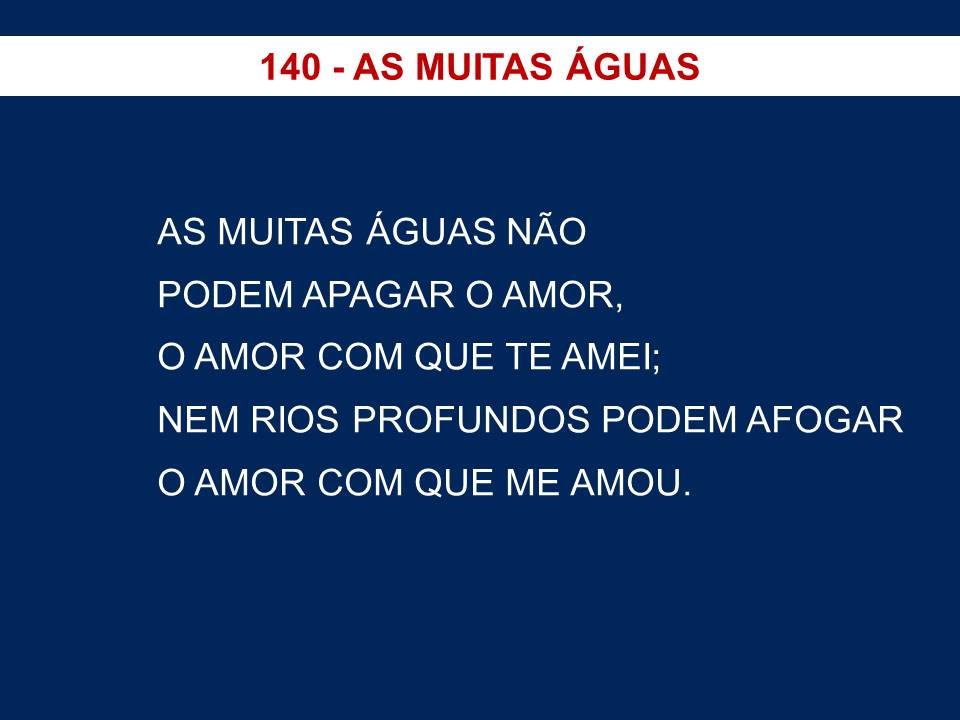 140 - AS MUITAS ÁGUAS
AS MUITAS ÁGUAS NÃO
PODEM APAGAR O AMOR,
O AMOR COM QUE TE AMEI;
NEM RIOS PROFUNDOS PODEM AFOGAR
O AMOR COM QUE ME AMOU.